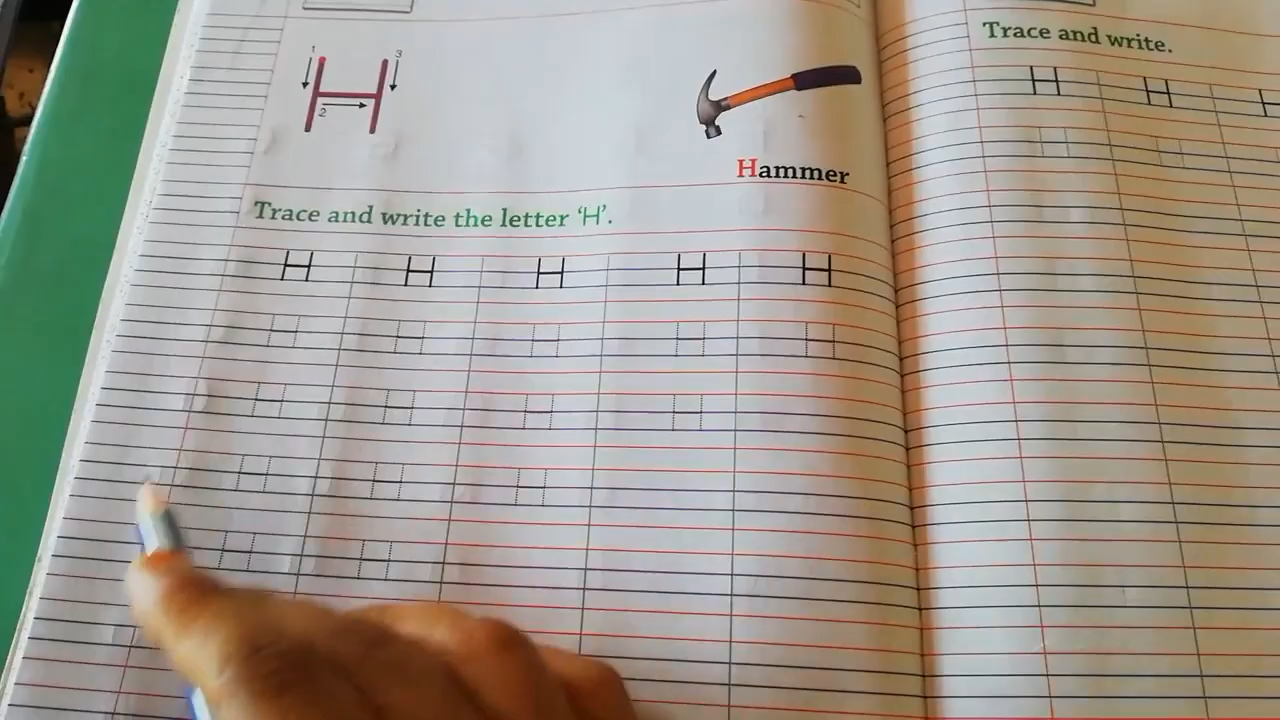 1 3
H
2
Hammer
Trace and write the letter 'H'.
H H H H H
H H H H H
H H H H
H H H
H H
Trace and write.
H H H
H H